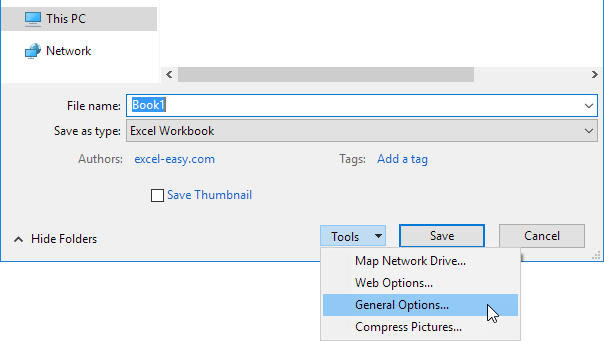 This PC
Network
File name: Book1
Save as type: Excel Workbook
Authors: excel-easy.com Tags: Add a tag
Save Thumbnail
Hide Folders Tools Save Cancel
Map Network Drive...
Web Options...
General Options...
Compress Pictures...